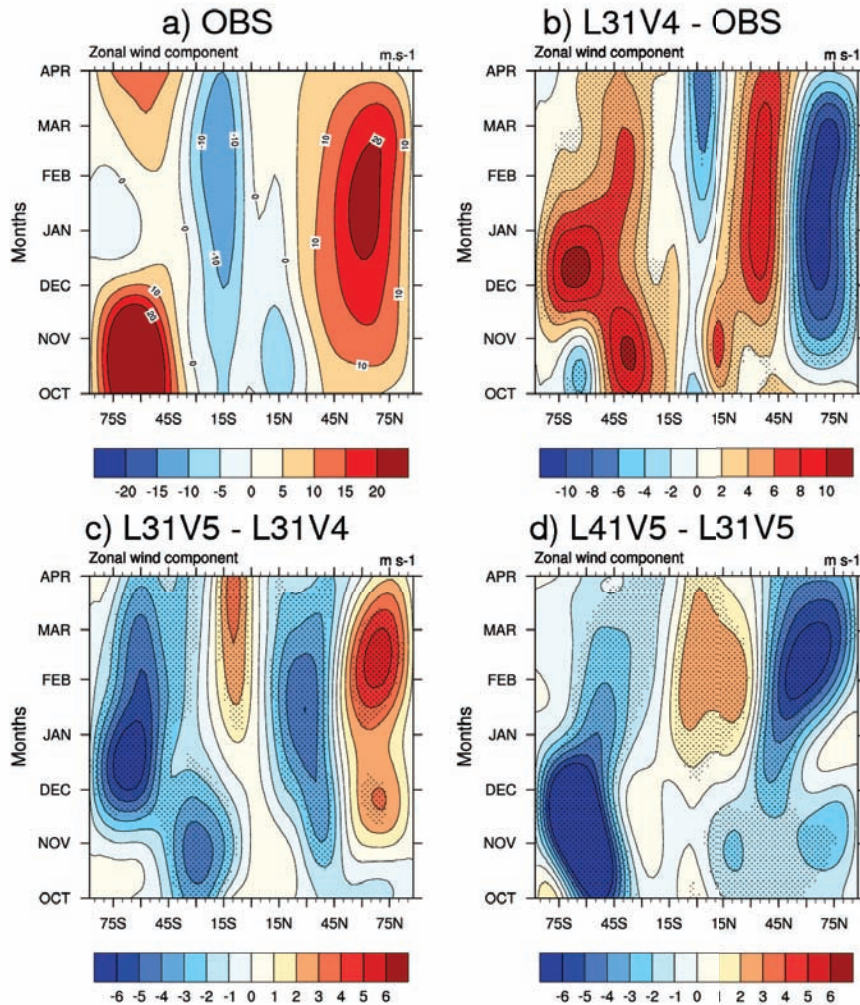 a) OBS
Zonal wind component m.s-1
APR
MAR
FEB
JAN
DEC
NOV
OCT
Months
75S 45S 15S 15N 45N 75N
10 -10 -10 20 10
0 0 0
10 0 -10 0 10
20 10 10
0 0 10
-20 -15 -10 -5 0 5 10 15 20
b) L31V4 - OBS
Zonal wind component m s-1
APR
MAR
FEB
JAN
DEC
NOV
OCT
Months
75S 45S 15S 15N 45N 75N
-10 -8 -6 -4 -2 0 2 4 6 8 10
c) L31V5 - L31V4
Zonal wind component m s-1
APR
MAR
FEB
JAN
DEC
NOV
OCT
Months
75S 45S 15S 15N 45N 75N
-6 -5 -4 -3 -2 -1 0 1 2 3 4 5 6
d) L41V5 - L31V5
Zonal wind component m s-1
APR
MAR
FEB
JAN
DEC
NOV
OCT
Months
75S 45S 15S 15N 45N 75N
-6 -5 -4 -3 -2 -1 0 1 2 3 4 5 6